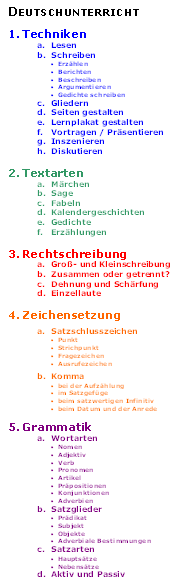 Deutschunterricht
1. Techniken
a. Lesen
b. Schreiben
• Erzählen
• Berichten
• Beschreiben
• Argumentieren
• Gedichte schreiben
c. Gliedern
d. Seiten gestalten
e. Lernplakat gestalten
f. Vortragen / Präsentieren
g. Inszenieren
h. Diskutieren
2. Textarten
a. Märchen
b. Sage
c. Fabeln
d. Kalendergeschichten
e. Gedichte
f. Erzählungen
3. Rechtschreibung
a. Groß- und Kleinschreibung
b. Zusammen oder getrennt?
c. Dehnung und Schärfung
d. Einzellaute
4. Zeichensetzung
a. Satzschlusszeichen
• Punkt
• Strichpunkt
• Fragezeichen
• Ausrufezeichen
b. Komma
• bei der Aufzählung
• im Satzgefüge
• beim satzwertigen Infinitiv
• beim Datum und der Anrede
5. Grammatik
a. Wortarten
• Nomen
• Adjektiv
• Verb
• Pronomen
• Artikel
• Präpositionen
• Konjunktionen
• Adverbien
b. Satzglieder
• Prädikat
• Subjekt
• Objekte
• Adverbiale Bestimmungen
c. Satzarten
• Hauptsätze
• Nebensätze
d. Aktiv und Passiv